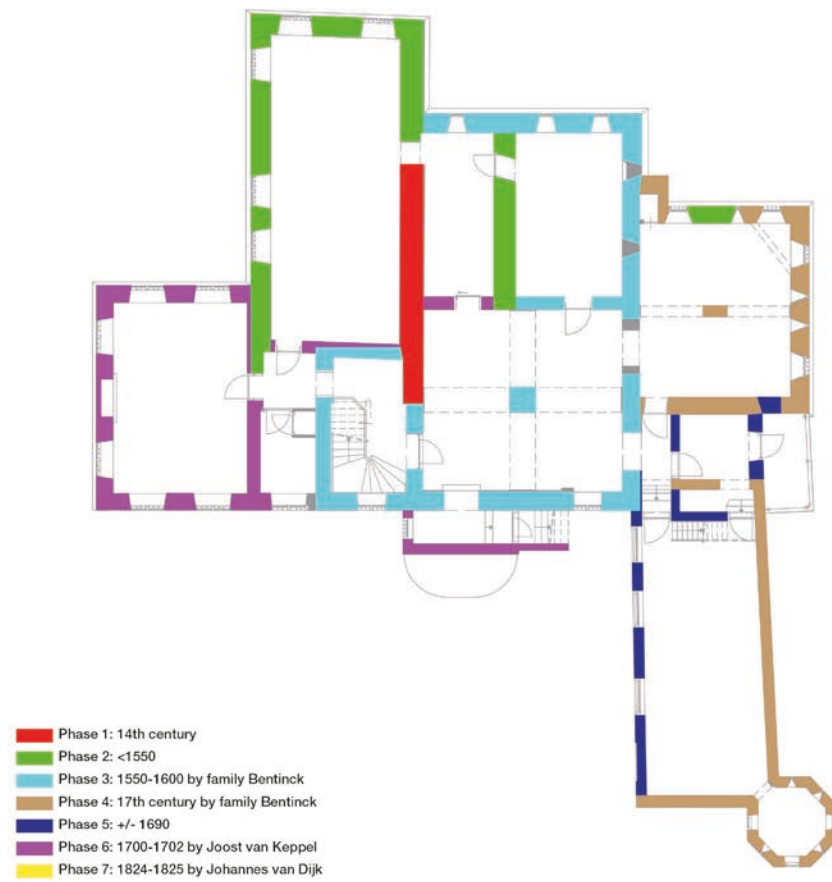 Phase 1: 14th century
Phase 2: <1550
Phase 3: 1550-1600 by family Bentinck
Phase 4: 17th century by family Bentinck
Phase 5: +/- 1690
Phase 6: 1700-1702 by Joost van Keppel
Phase 7: 1824-1825 by Johannes van Dijk